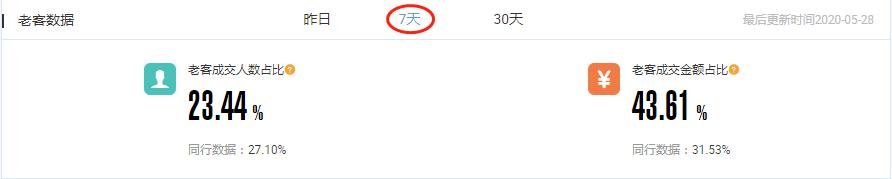 老客数据 昨日 7天 30天 最后更新时间2020-05-28
老客成交人数占比? 老客成交金额占比?
23.44 % ¥ 43.61 %
同行数据：27.10% 同行数据：31.53%